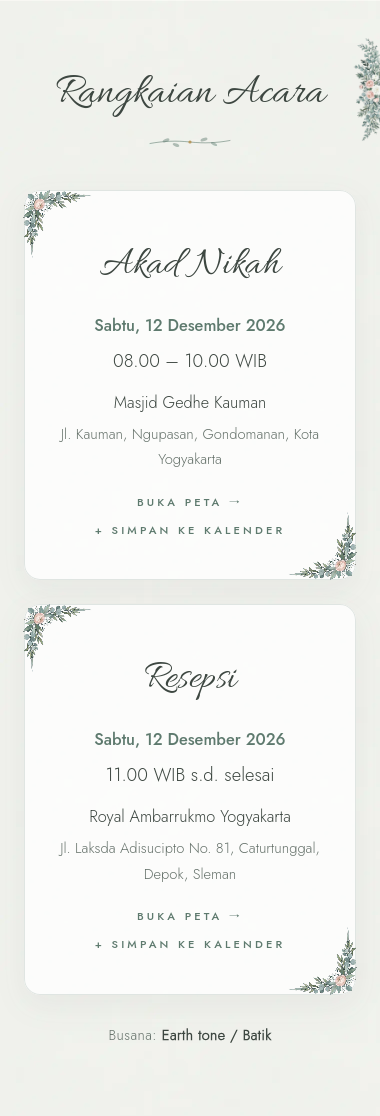 Rangkaian Acara
Akad Nikah
Sabtu, 12 Desember 2026
08.00 – 10.00 WIB
Masjid Gedhe Kauman
Jl. Kauman, Ngupasan, Gondomanan, Kota
Yogyakarta
BUKA PETA →
+ SIMPAN KE KALENDER
Resepsi
Sabtu, 12 Desember 2026
11.00 WIB s.d. selesai
Royal Ambarrukmo Yogyakarta
Jl. Laksda Adisucipto No. 81, Caturtunggal,
Depok, Sleman
BUKA PETA →
+ SIMPAN KE KALENDER
Busana: Earth tone / Batik